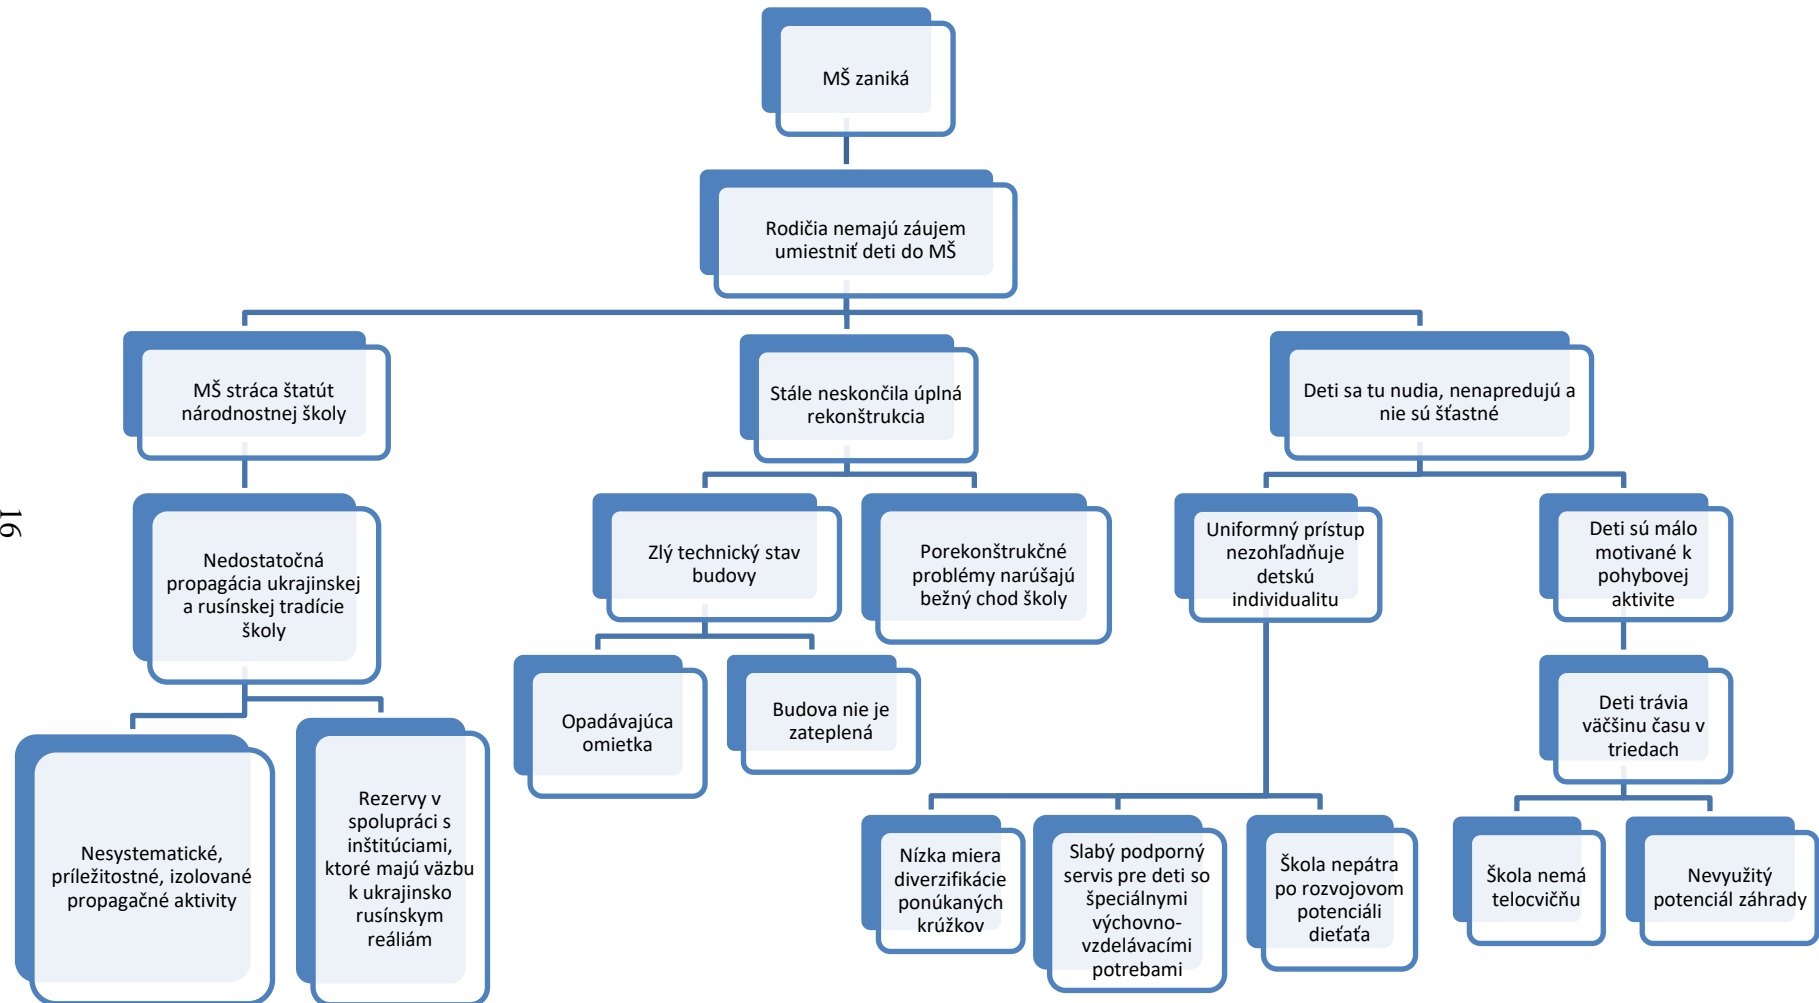 MŠ zaniká
Rodičia nemajú záujem
umiestniť deti do MŠ
MŠ stráca štatút
národnostnej školy
Stále neskončila úplná
rekonštrukcia
Deti sa tu nudia, nenapredujú a
nie sú šťastné
Nedostatočná
propagácia ukrajinskej
a rusínskej tradície
školy
Zlý technický stav
budovy
Porekonštrukčné
problémy narúšajú
bežný chod školy
Uniformný prístup
nezohľadňuje
detskú
individualitu
Deti sú málo
motivané k
pohybovej
aktivite
Opadávajúca
omietka
Budova nie je
zateplená
Deti trávia
väčšinu času v
triedach
Nesystematické,
príležitostné, izolované
propagačné aktivity
Rezervy v
spolupráci s
inštitúciami,
ktoré majú väzbu
k ukrajinsko
rusínskym
reáliám
Nízka miera
diverzifikácie
ponúkaných
krúžkov
Slabý podporný
servis pre deti so
špeciálnymi
výchovno-
vzdelávacími
potrebami
Škola nepátra
po rozvojovom
potenciáli
dieťaťa
Škola nemá
telocvičňu
Nevyužitý
potenciál záhrady
16